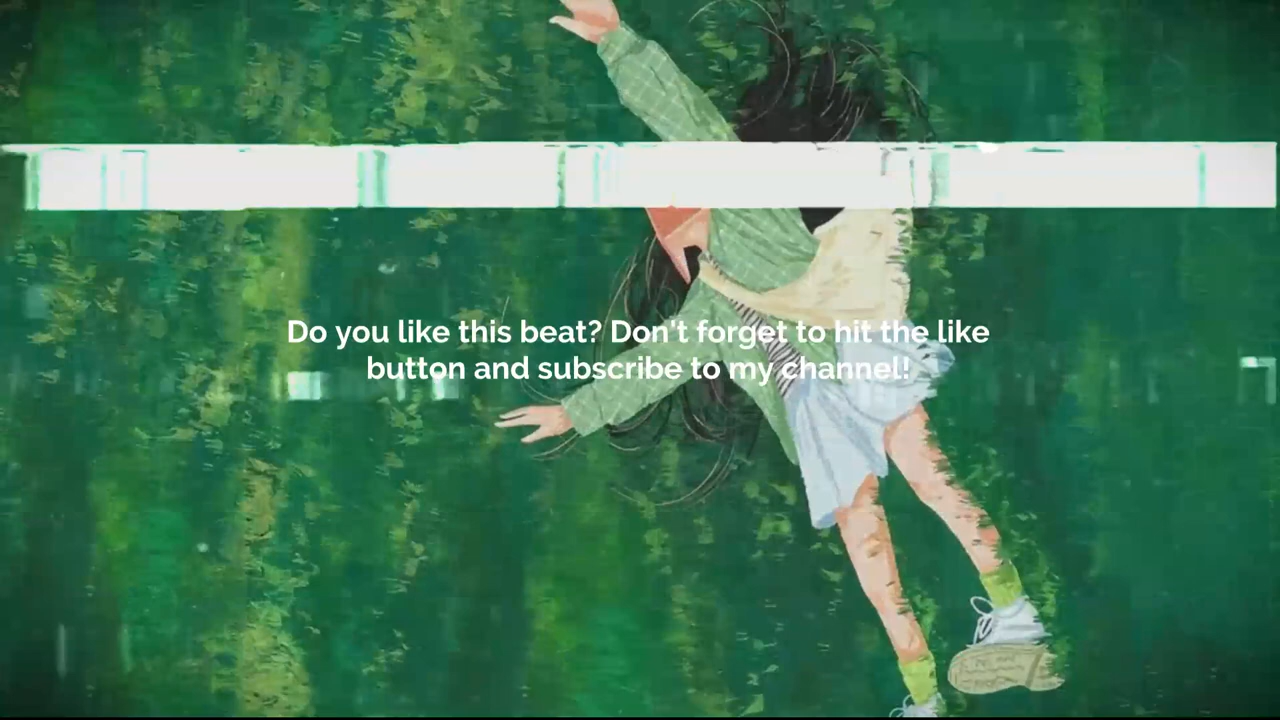 Do you like this beat? Don't forget to hit the like
button and subscribe to my channel!